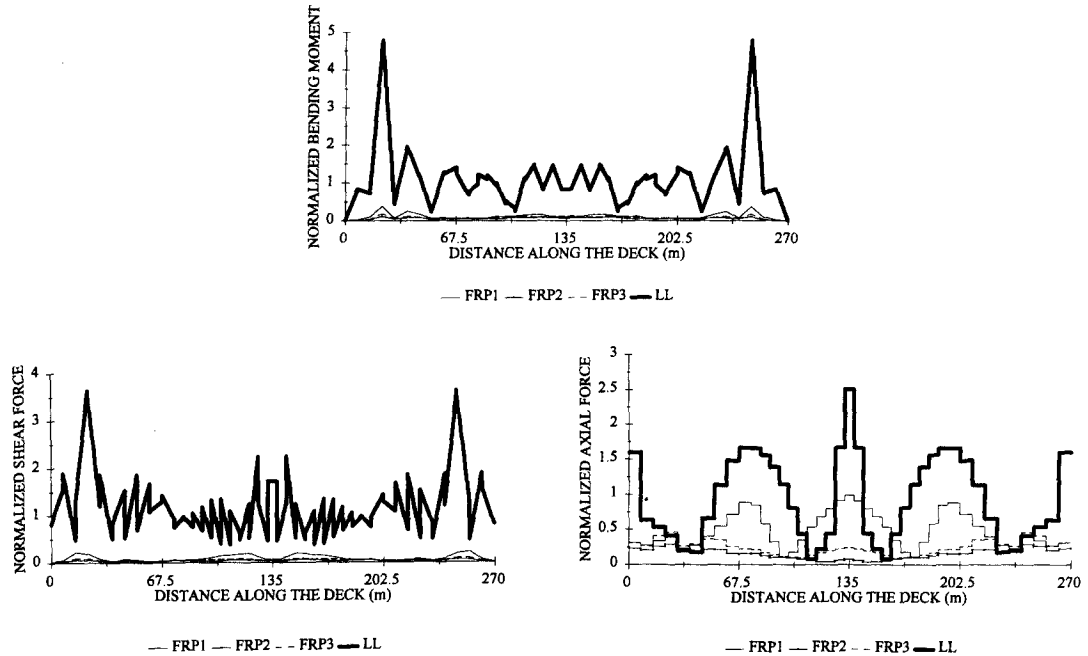 NORMALIZED BENDING MOMENT
5
4
3
2
1
0
0 67.5 135 202.5 270
DISTANCE ALONG THE DECK (m)
FRP1 FRP2 FRP3 LL
NORMALIZED SHEAR FORCE
4
3
2
1
0
0 67.5 135 202.5 270
DISTANCE ALONG THE DECK (m)
FRP1 FRP2 FRP3 LL
NORMALIZED AXIAL FORCE
3
2.5
2
1.5
1
0.5
0
0 67.5 135 202.5 270
DISTANCE ALONG THE DECK (m)
FRP1 FRP2 FRP3 LL